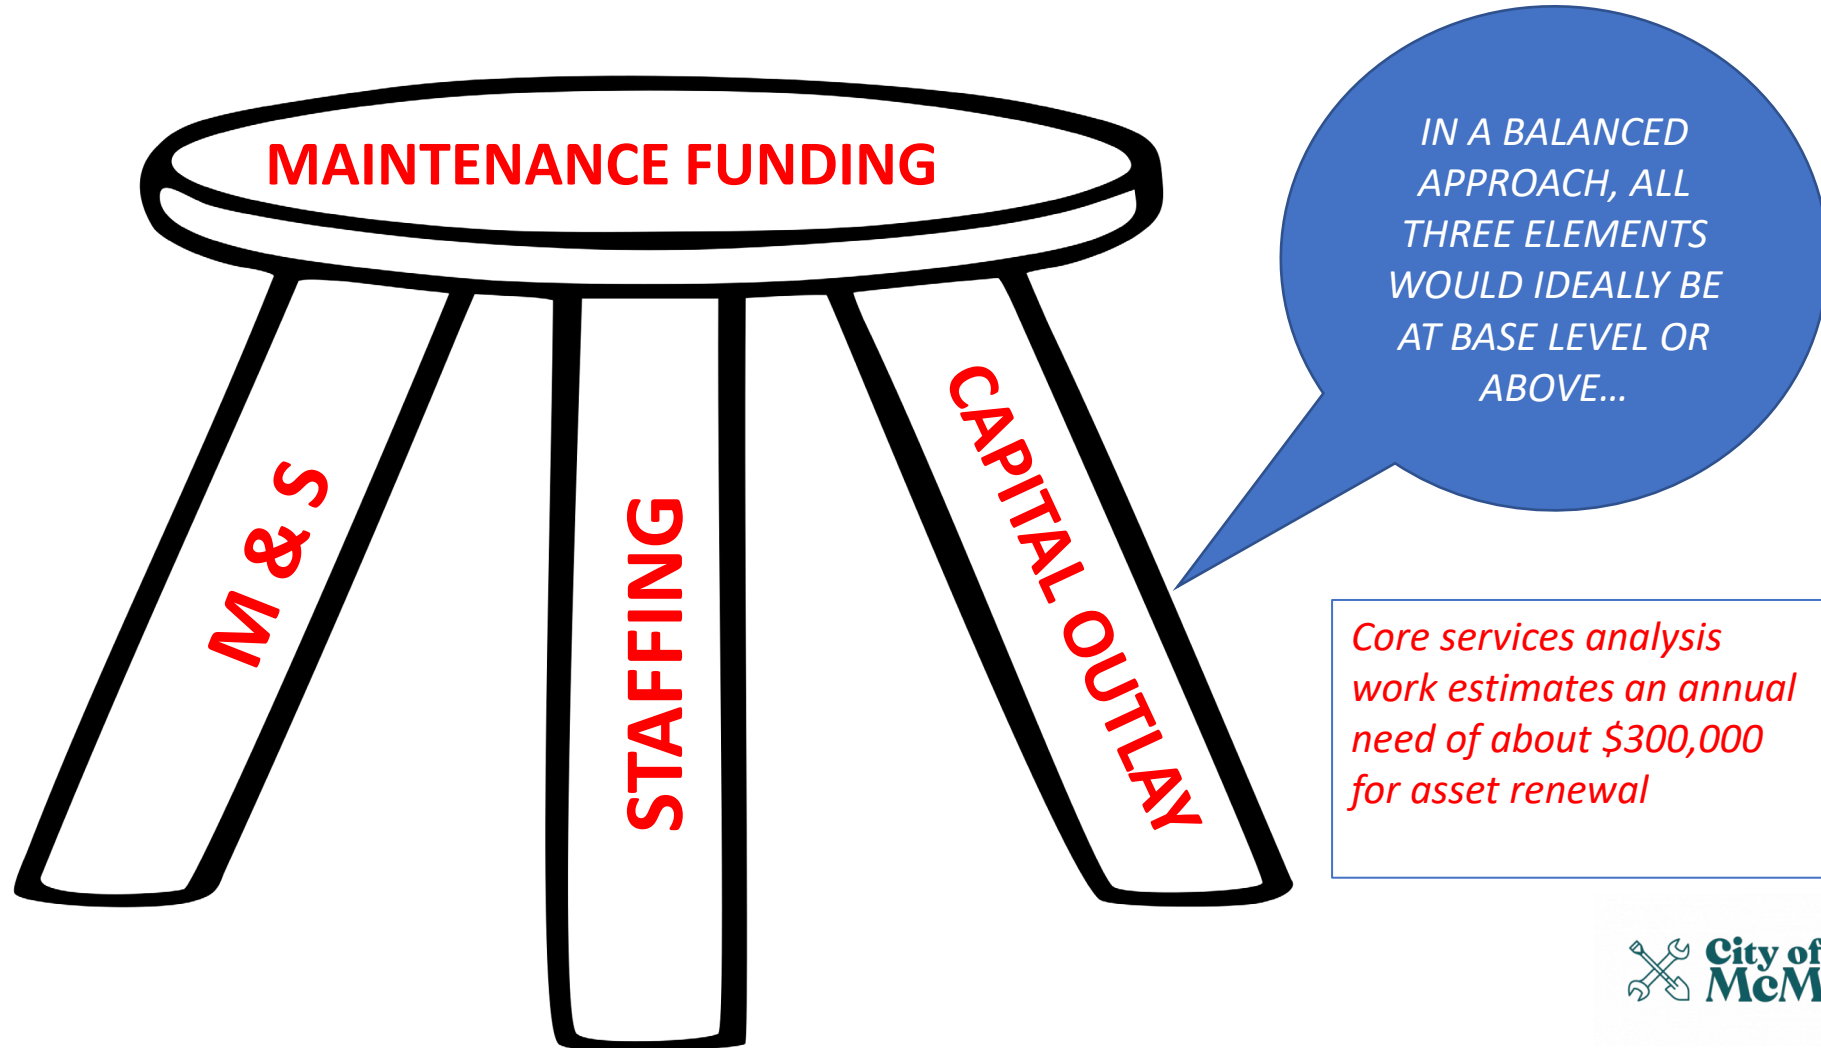 MAINTENANCE FUNDING
M & S
STAFFING
CAPITAL OUTLAY
IN A BALANCED
APPROACH, ALL
THREE ELEMENTS
WOULD IDEALLY BE
AT BASE LEVEL OR
ABOVE...
Core services analysis
work estimates an annual
need of about $300,000
for asset renewal
City of
McM